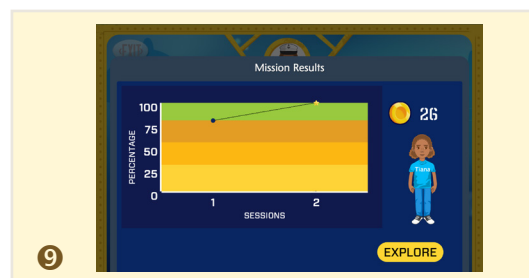 Mission Results
100
75
50
25
0
PERCENTAGE
1
2
SESSIONS
26
Tiana
EXPLORE
9